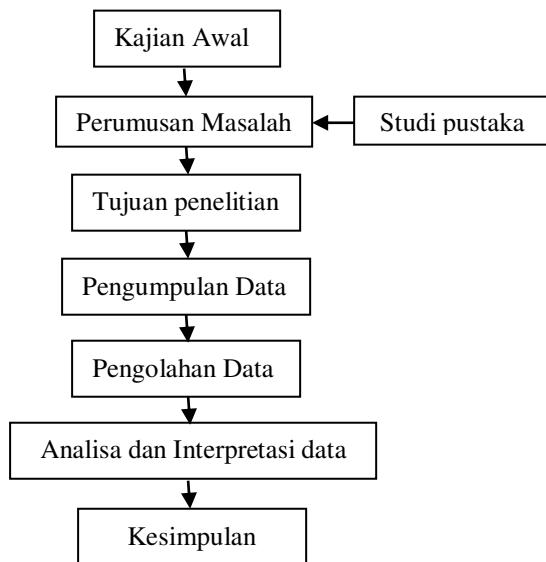 Kajian Awal
Perumusan Masalah
Studi pustaka
Tujuan penelitian
Pengumpulan Data
Pengolahan Data
Analisa dan Interpretasi data
Kesimpulan